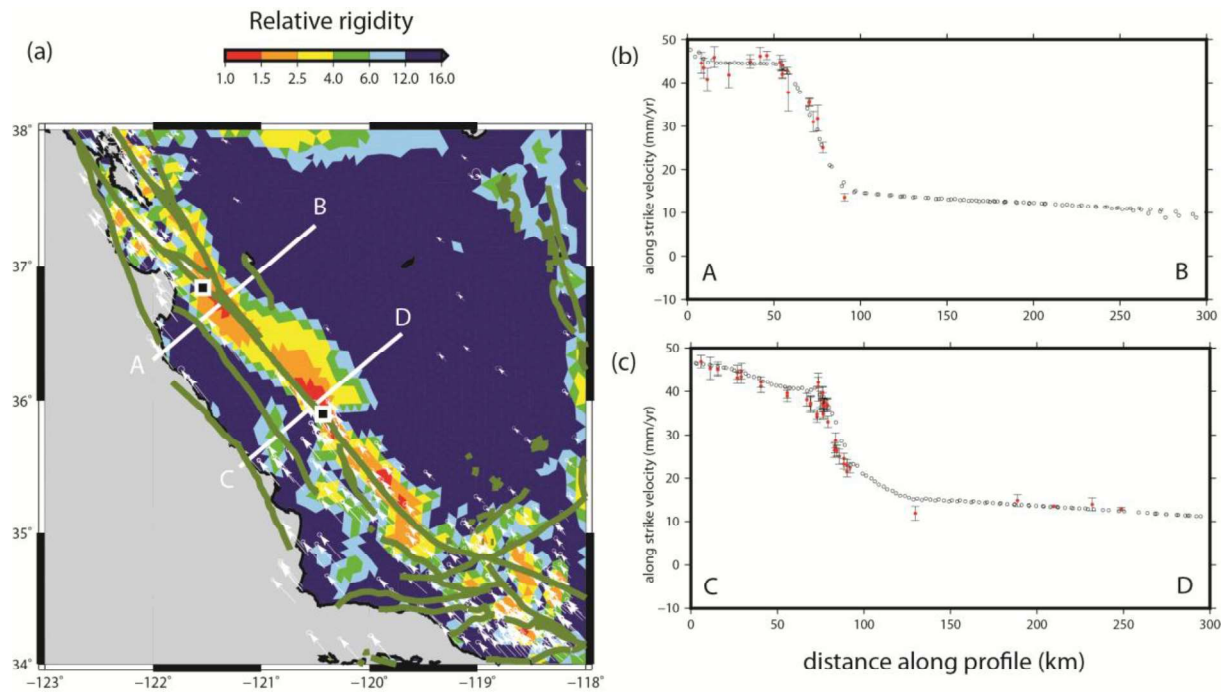 Relative rigidity
(a)
1.0 1.5 2.5 4.0 6.0 12.0 16.0
38°
37°
36°
35°
34°
−123° −122° −121° −120° −119° −118°
A
B
C
D
(b)
along strike velocity (mm/yr)
50
40
30
20
10
0
−10
A
B
0 50 100 150 200 250 300
(c)
along strike velocity (mm/yr)
50
40
30
20
10
0
−10
C
D
0 50 100 150 200 250 300
distance along profile (km)